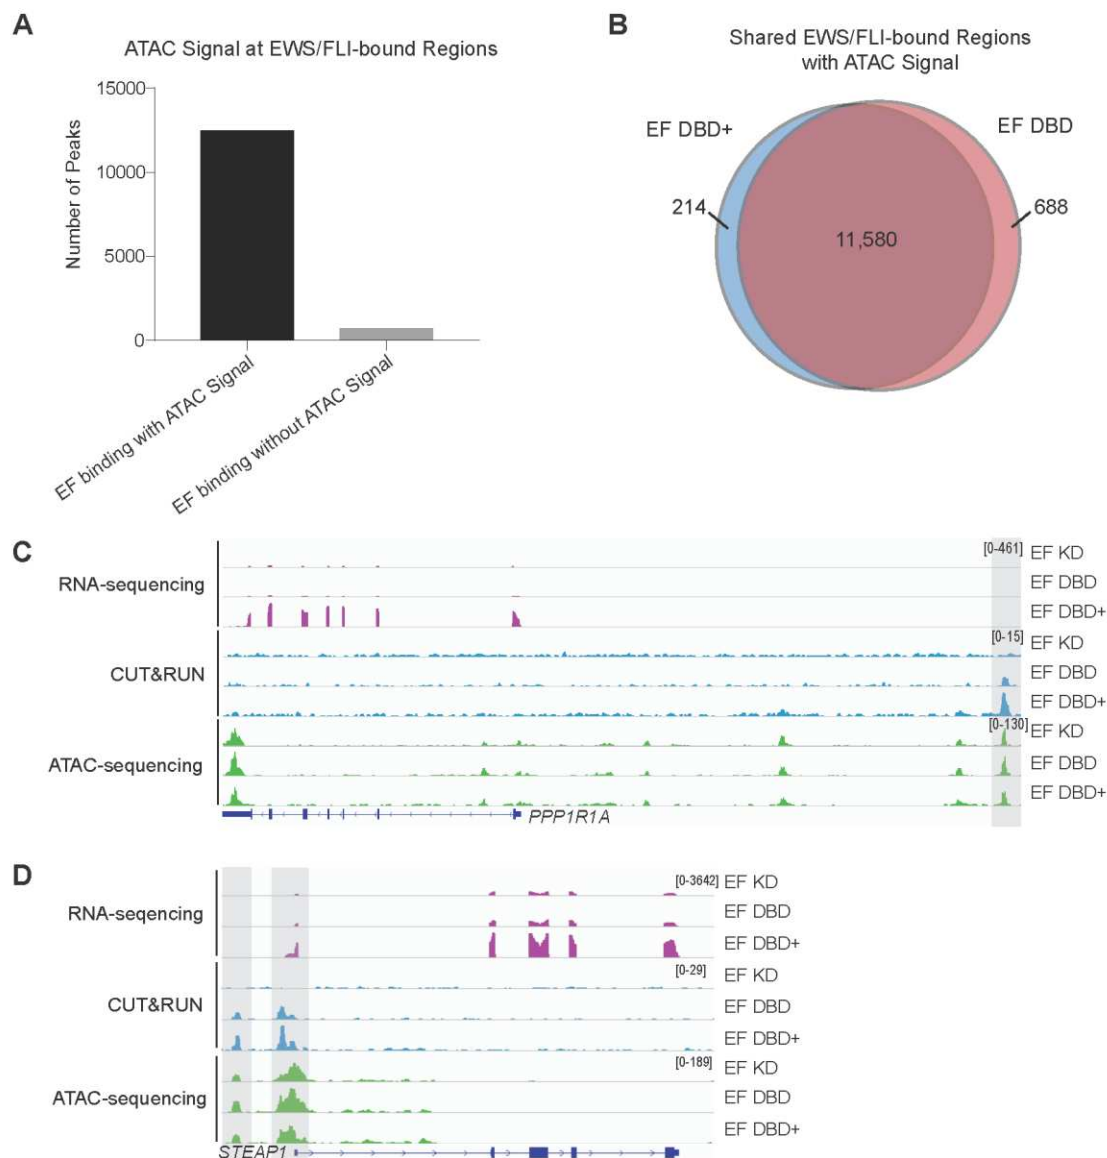 A
ATAC Signal at EWS/FLI-bound Regions
Number of Peaks
15000
10000
5000
0
EF binding with ATAC Signal
EF binding without ATAC Signal
B
Shared EWS/FLI-bound Regions
with ATAC Signal
EF DBD+
EF DBD
214
11,580
688
C
RNA-sequencing
[0-461]
EF KD
EF DBD
EF DBD+
CUT&RUN
[0-15]
EF KD
EF DBD
EF DBD+
ATAC-sequencing
[0-130]
EF KD
EF DBD
EF DBD+
PPP1R1A
D
RNA-seqencing
[0-3642]
EF KD
EF DBD
EF DBD+
CUT&RUN
[0-29]
EF KD
EF DBD
EF DBD+
ATAC-sequencing
[0-189]
EF KD
EF DBD
EF DBD+
STEAP1